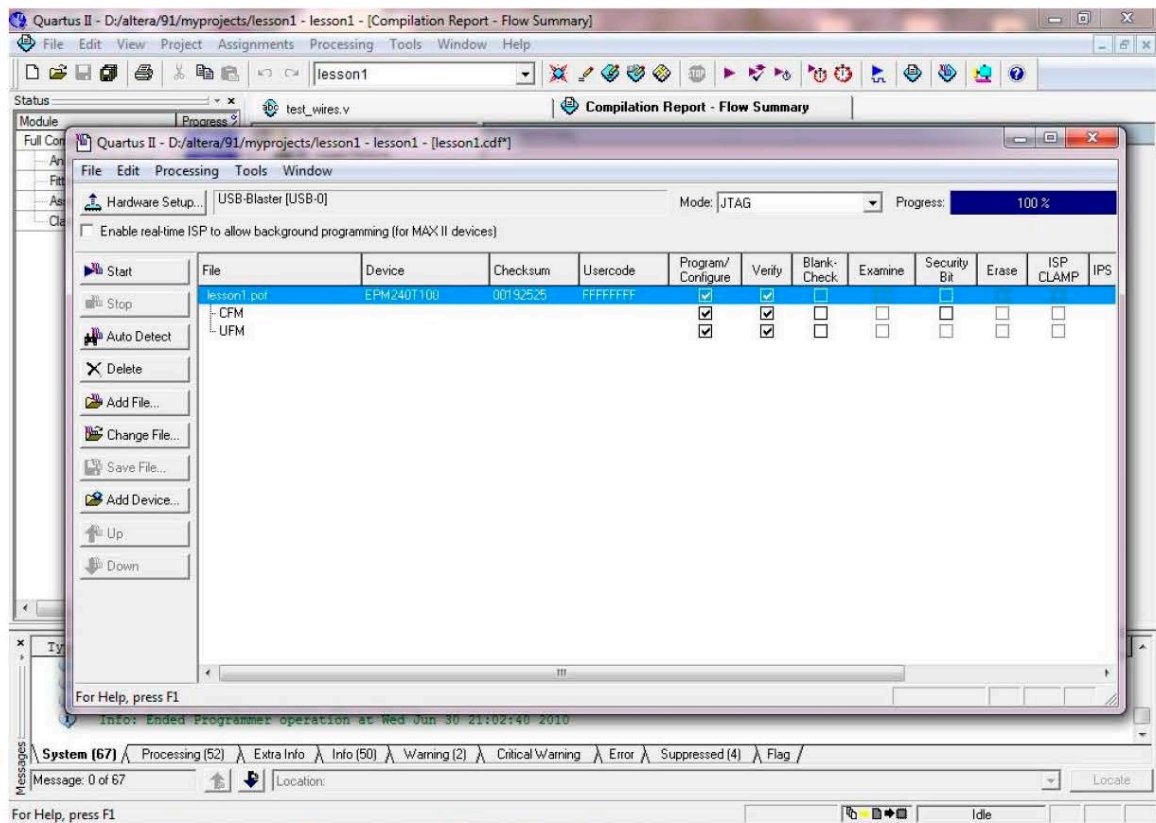 Quartus II - D:/altera/91/myprojects/lesson1 - lesson1 - [Compilation Report - Flow Summary]
File Edit View Project Assignments Processing Tools Window Help
lesson1
Status
test_wires.v
Compilation Report - Flow Summary
Module Progress %
Full Com
An
Fitt
Ass
Cla
Quartus II - D:/altera/91/myprojects/lesson1 - lesson1 - [lesson1.cdf*]
File Edit Processing Tools Window
Hardware Setup... USB-Blaster [USB-0] Mode: JTAG Progress: 100 %
Enable real-time ISP to allow background programming (for MAX II devices)
File Device Checksum Usercode Program/Configure Verify Blank-Check Examine Security Bit Erase ISP CLAMP IPS
lesson1.pof EPM240T100 00192525 FFFFFFFF
CFM
UFM
Start
Stop
Auto Detect
Delete
Add File...
Change File...
Save File...
Add Device...
Up
Down
For Help, press F1
Ty
Info: Ended Programmer operation at Wed Jun 30 21:02:40 2010
System (67) Processing (52) Extra Info Info (50) Warning (2) Critical Warning Error Suppressed (4) Flag
Messages
Message: 0 of 67 Location: Locate
For Help, press F1 Idle